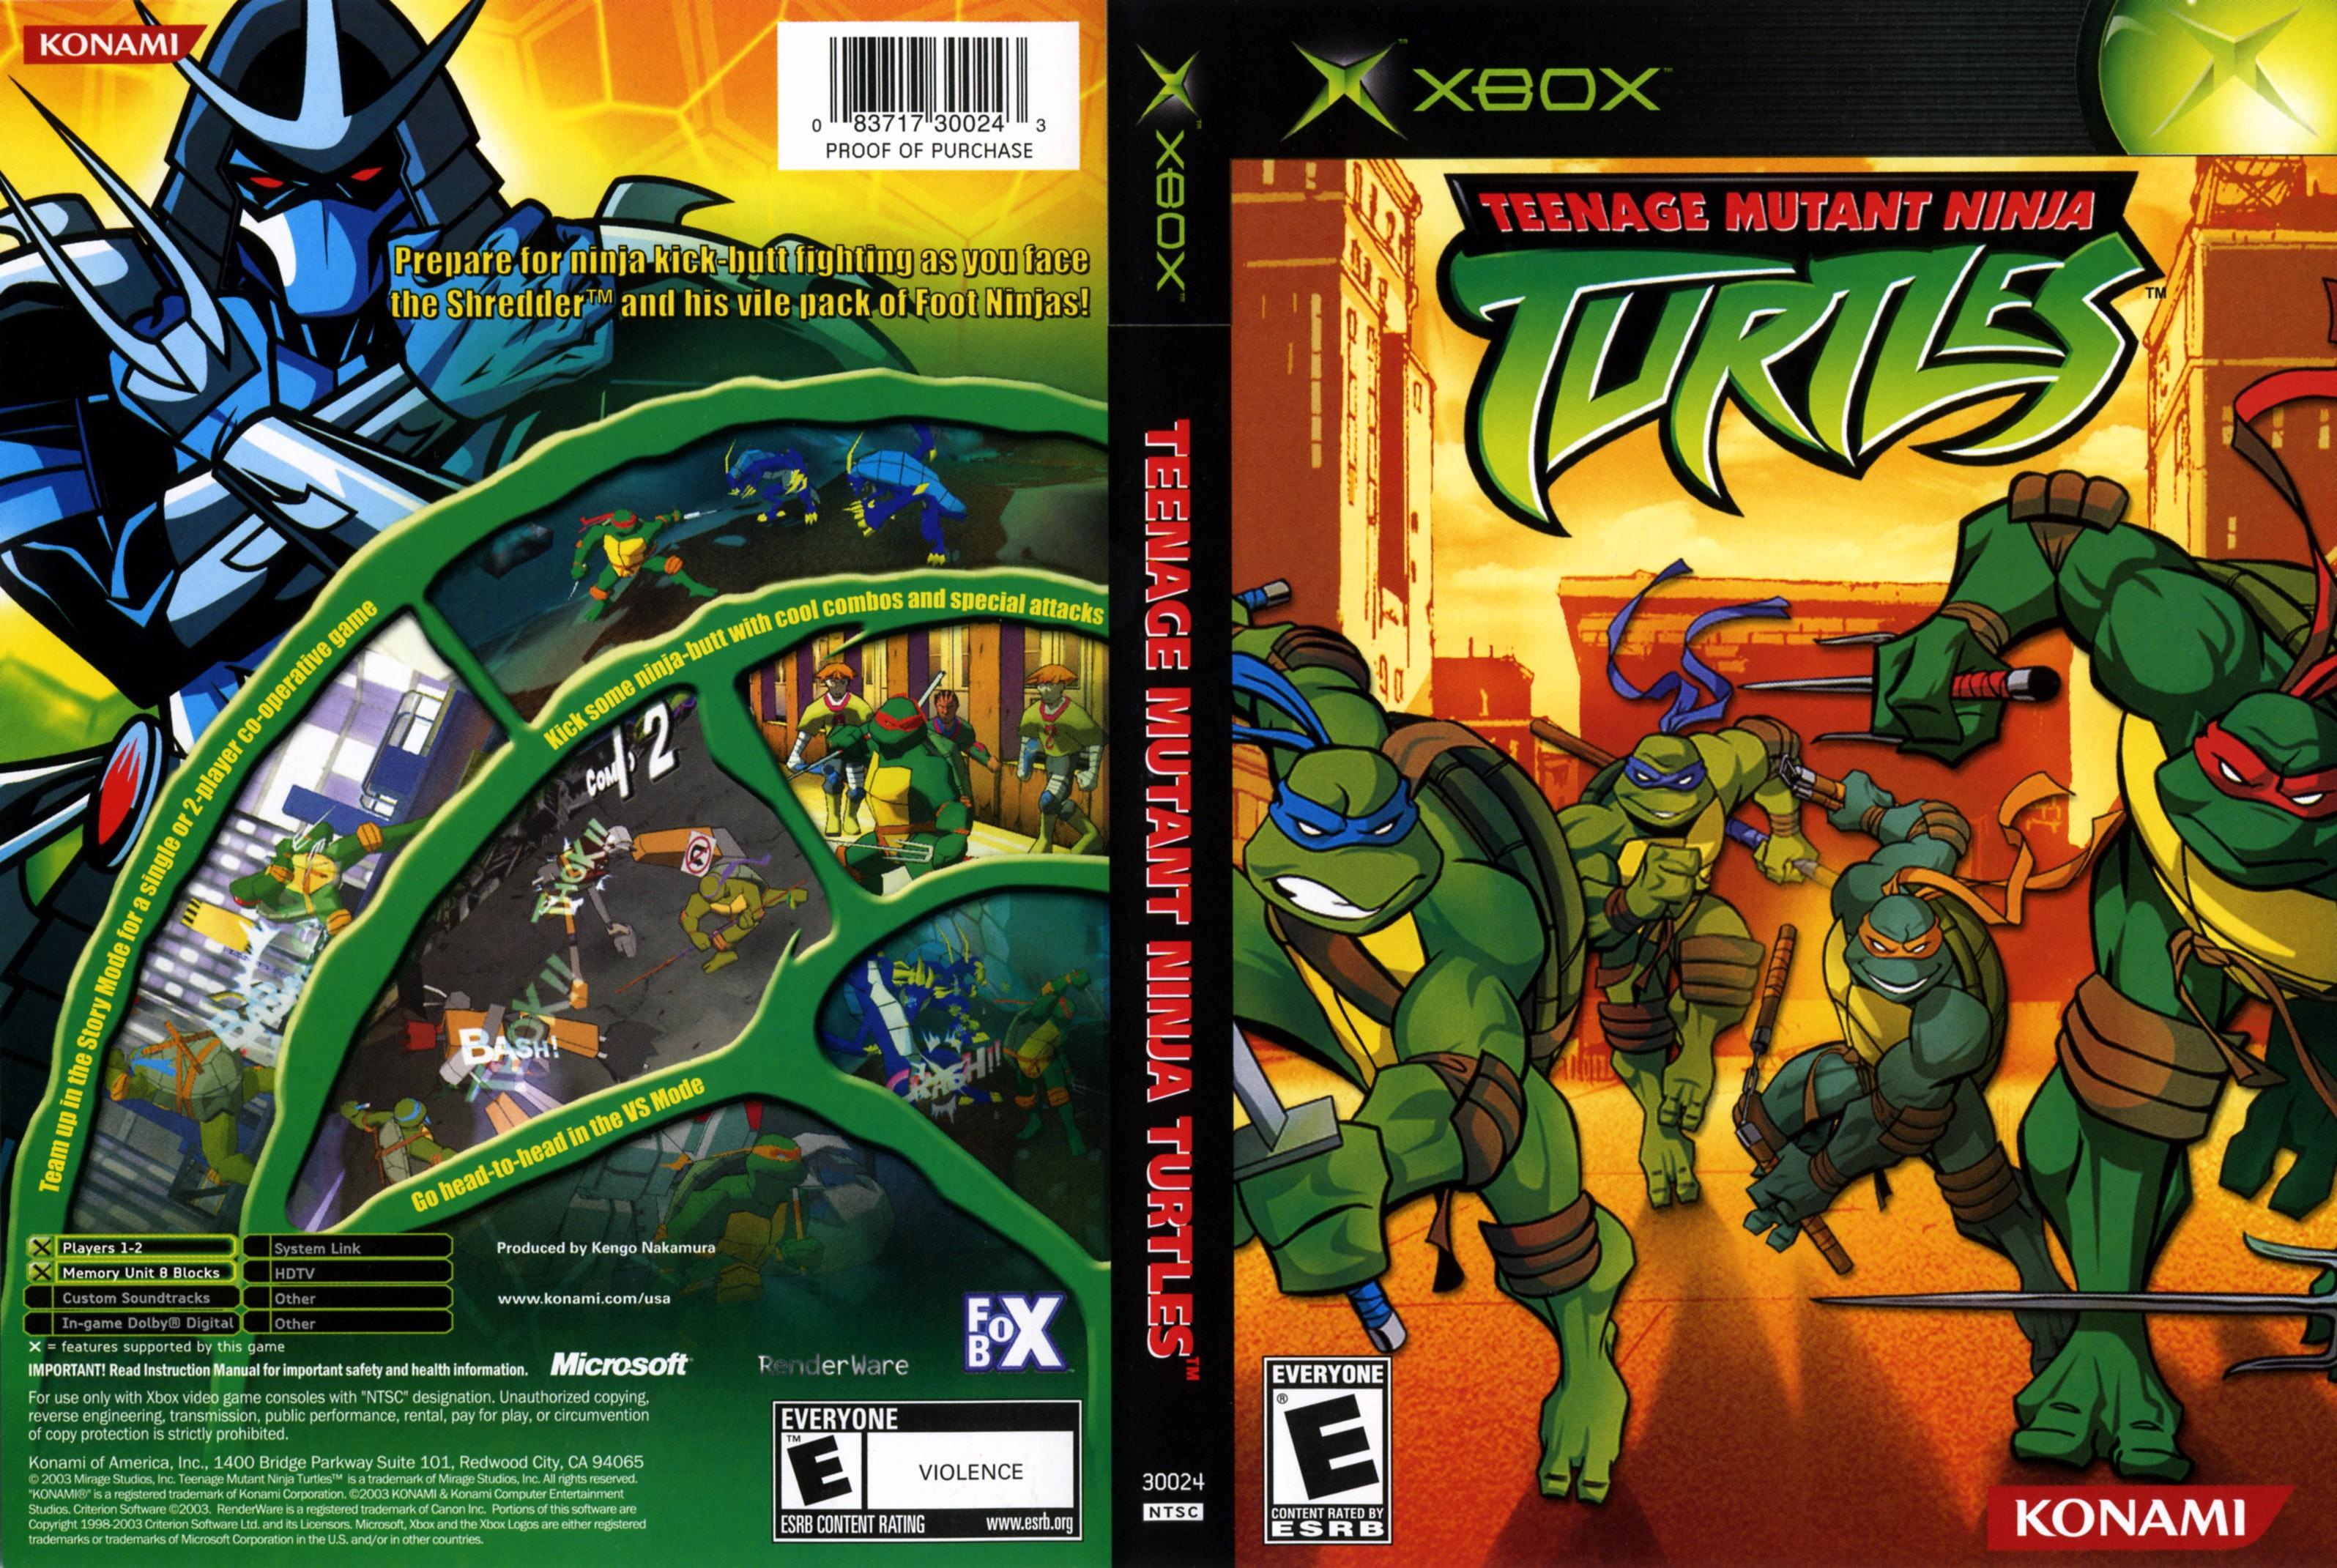 KONAMI
0 83717 30024 3
PROOF OF PURCHASE
Prepare for ninja kick-butt fighting as you face
the Shredder™ and his vile pack of Foot Ninjas!
Team up in the Story Mode for a single or 2-player co-operative game
Kick some ninja-butt with cool combos and special attacks
2
BASH!
CRASH!!
Go head-to-head in the VS Mode
Players 1-2
System Link
Memory Unit 8 Blocks
HDTV
Custom Soundtracks
Other
In-game Dolby® Digital
Other
X = features supported by this game
Produced by Kengo Nakamura
www.konami.com/usa
IMPORTANT! Read Instruction Manual for important safety and health information.
Microsoft®
RenderWare
FOX BOX
For use only with Xbox video game consoles with "NTSC" designation. Unauthorized copying,
reverse engineering, transmission, public performance, rental, pay for play, or circumvention
of copy protection is strictly prohibited.
Konami of America, Inc., 1400 Bridge Parkway Suite 101, Redwood City, CA 94065
© 2003 Mirage Studios, Inc. Teenage Mutant Ninja Turtles™ is a trademark of Mirage Studios, Inc. All rights reserved.
"KONAMI®" is a registered trademark of Konami Corporation. ©2003 KONAMI & Konami Computer Entertainment
Studios. Criterion Software ©2003. RenderWare is a registered trademark of Canon Inc. Portions of this software are
Copyright 1998-2003 Criterion Software Ltd. and its Licensors. Microsoft, Xbox and the Xbox Logos are either registered
trademarks or trademarks of Microsoft Corporation in the U.S. and/or in other countries.
EVERYONE
™
E
VIOLENCE
ESRB CONTENT RATING www.esrb.org
XBOX™
TEENAGE MUTANT NINJA TURTLES™
30024
NTSC
XBOX™
TEENAGE MUTANT NINJA
TURTLES™
EVERYONE
®
E
CONTENT RATED BY
ESRB
KONAMI